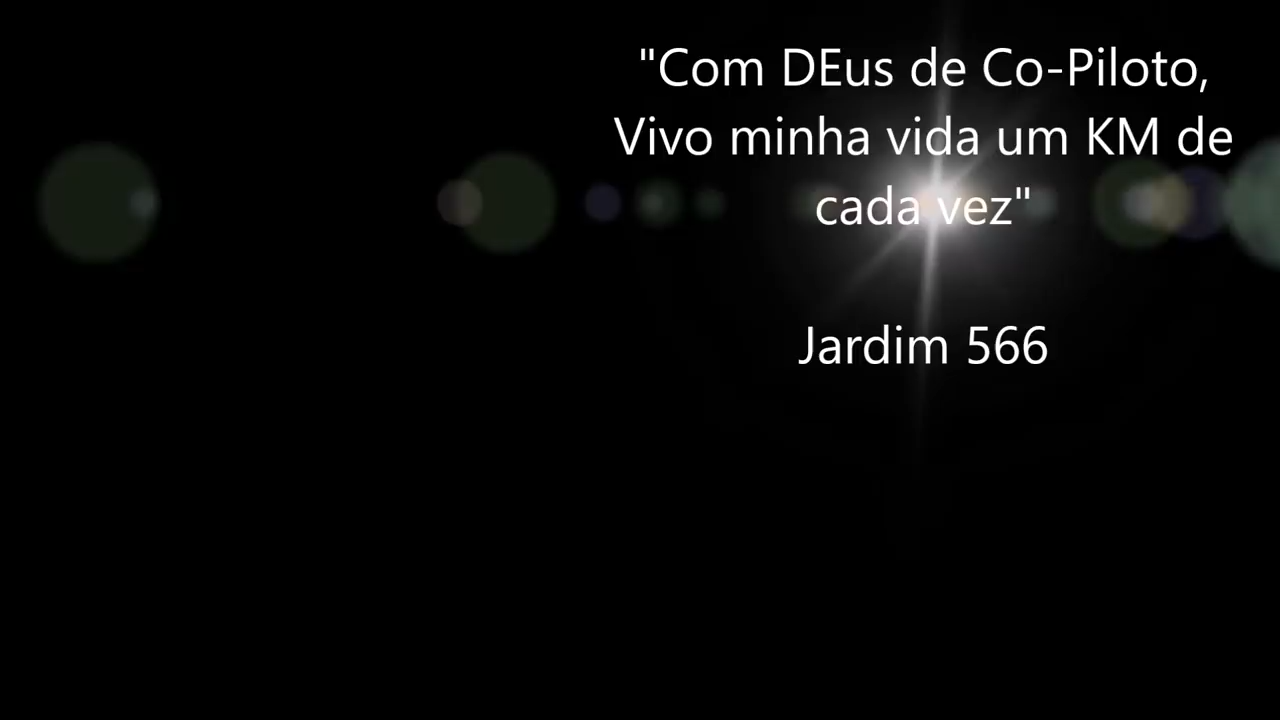 "Com DEus de Co-Piloto,
Vivo minha vida um KM de
cada vez"
Jardim 566